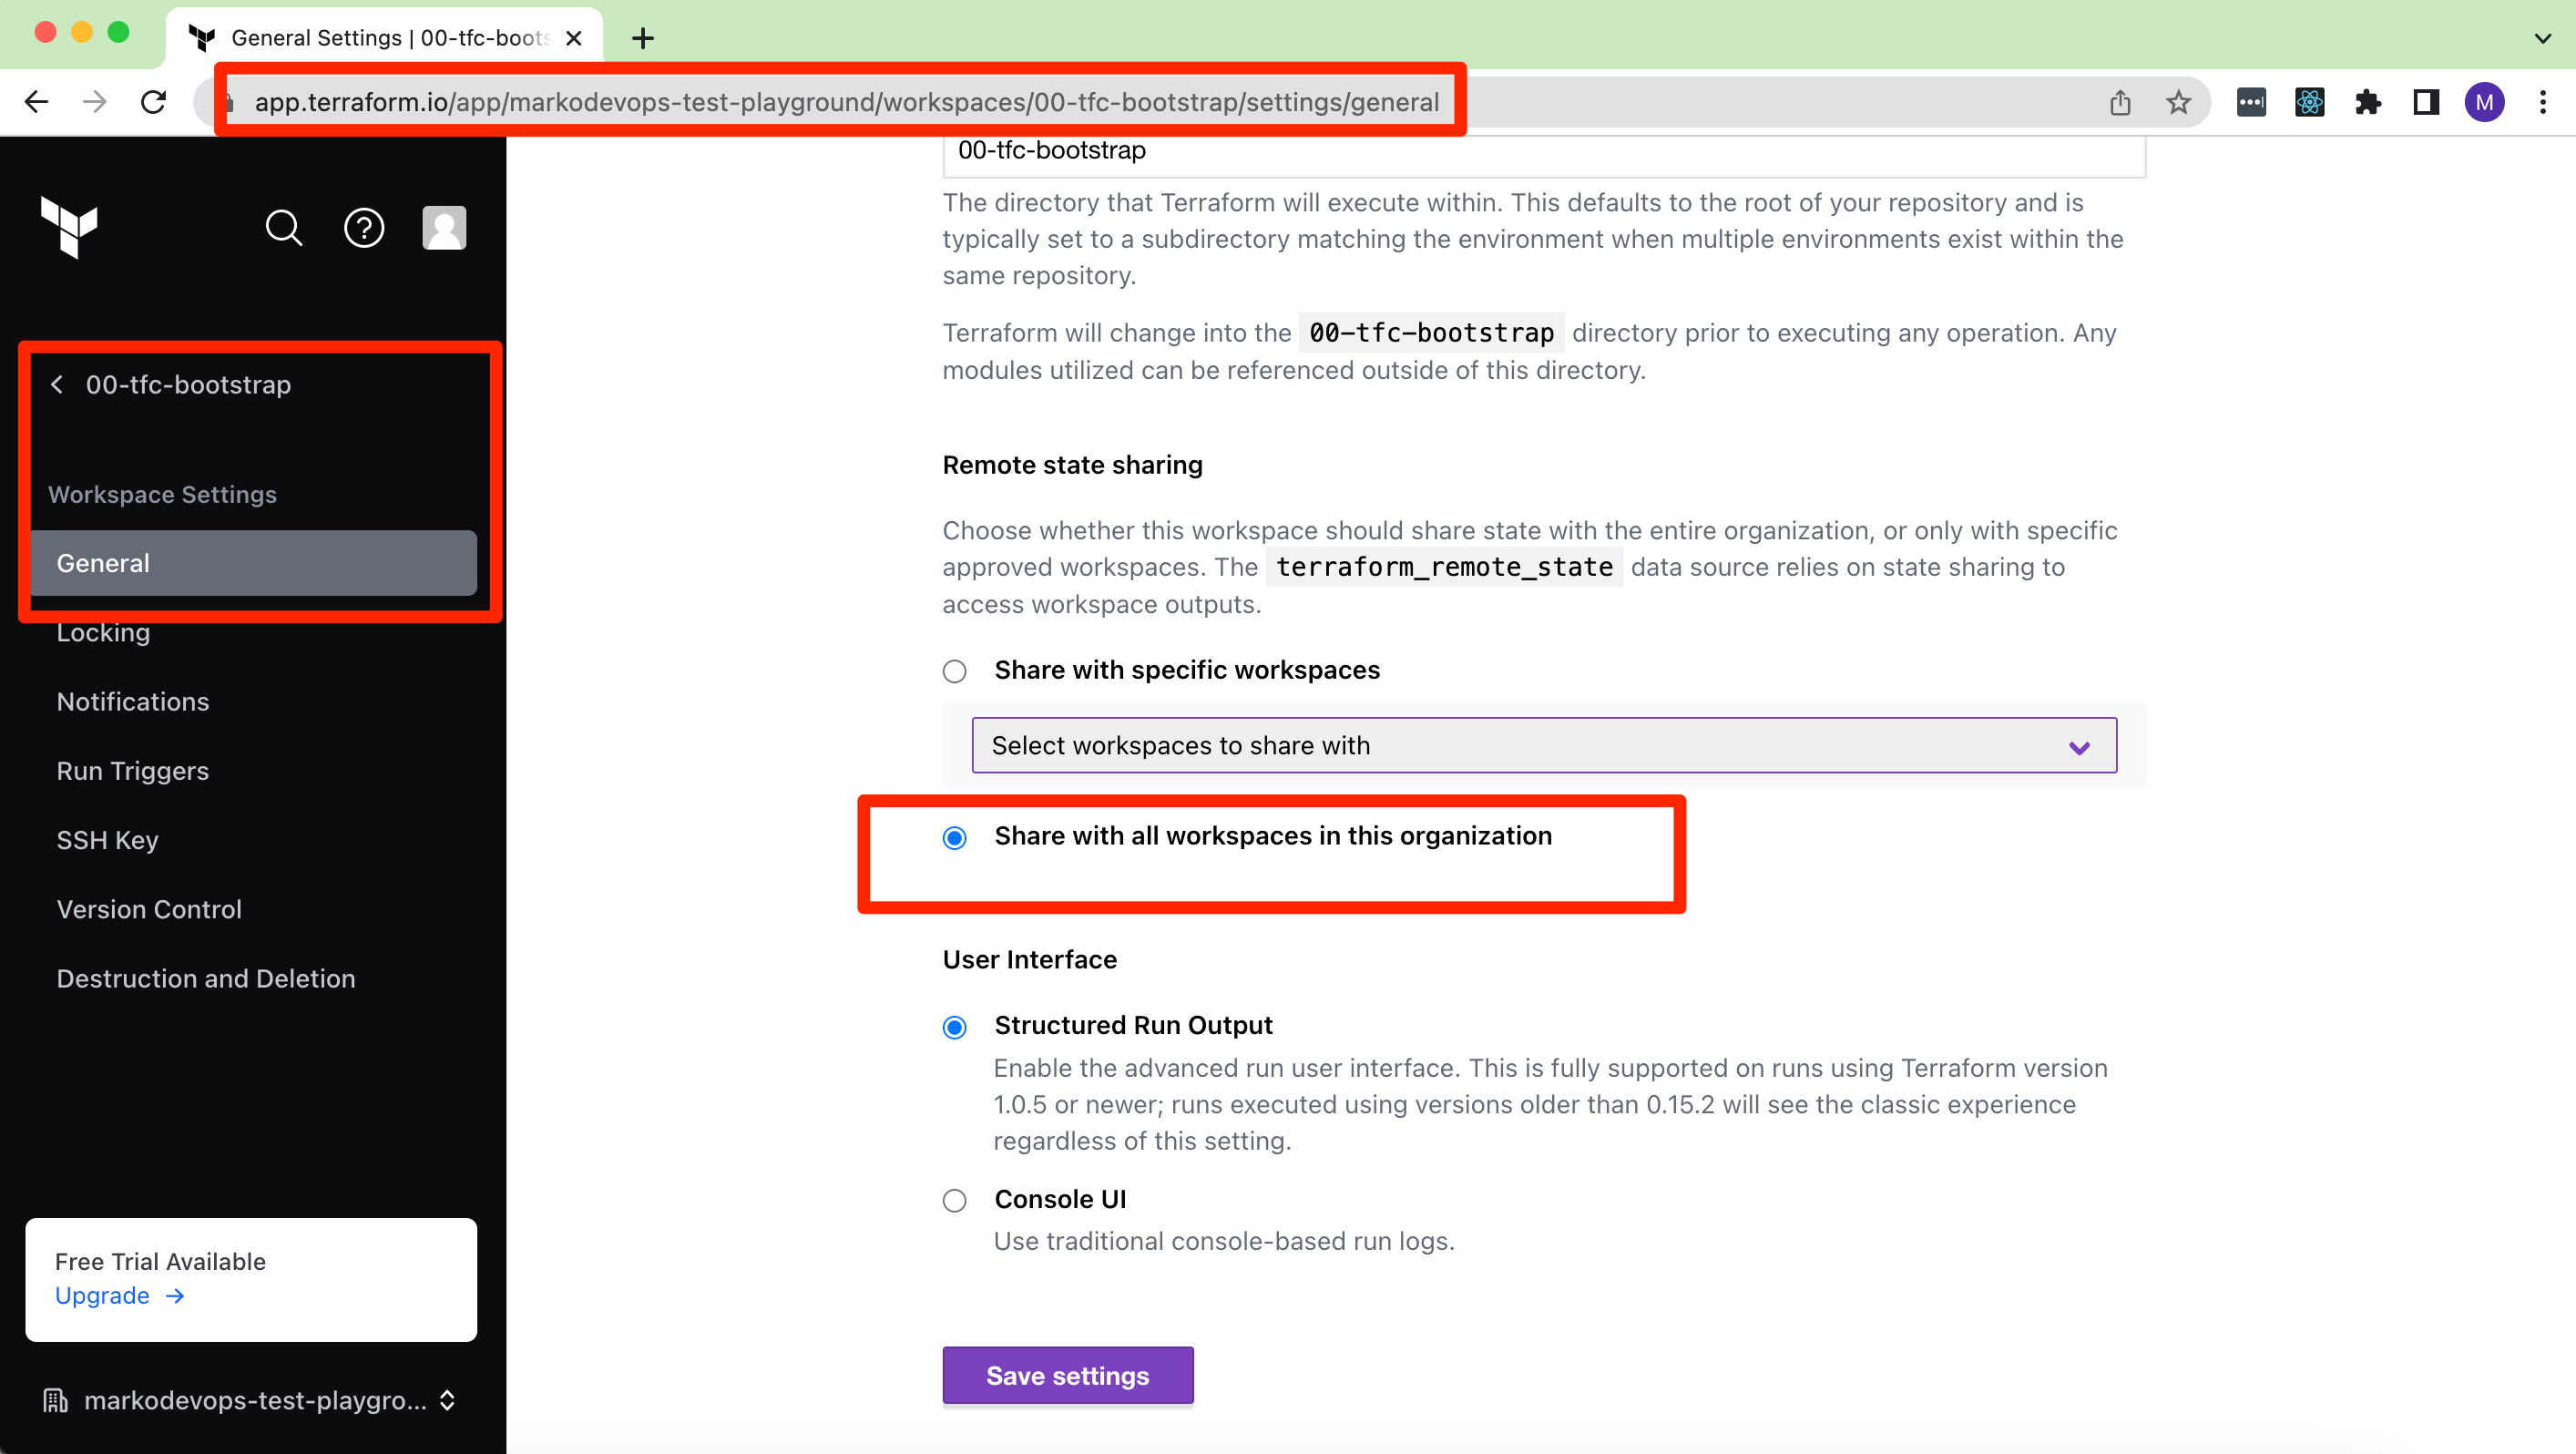 General Settings | 00-tfc-boots
app.terraform.io/app/markodevops-test-playground/workspaces/00-tfc-bootstrap/settings/general
M
00-tfc-bootstrap
Workspace Settings
General
Locking
Notifications
Run Triggers
SSH Key
Version Control
Destruction and Deletion
Free Trial Available
Upgrade →
markodevops-test-playgro...
00-tfc-bootstrap
The directory that Terraform will execute within. This defaults to the root of your repository and is
typically set to a subdirectory matching the environment when multiple environments exist within the
same repository.
Terraform will change into the 00-tfc-bootstrap directory prior to executing any operation. Any
modules utilized can be referenced outside of this directory.
Remote state sharing
Choose whether this workspace should share state with the entire organization, or only with specific
approved workspaces. The terraform_remote_state data source relies on state sharing to
access workspace outputs.
Share with specific workspaces
Select workspaces to share with
Share with all workspaces in this organization
User Interface
Structured Run Output
Enable the advanced run user interface. This is fully supported on runs using Terraform version
1.0.5 or newer; runs executed using versions older than 0.15.2 will see the classic experience
regardless of this setting.
Console UI
Use traditional console-based run logs.
Save settings